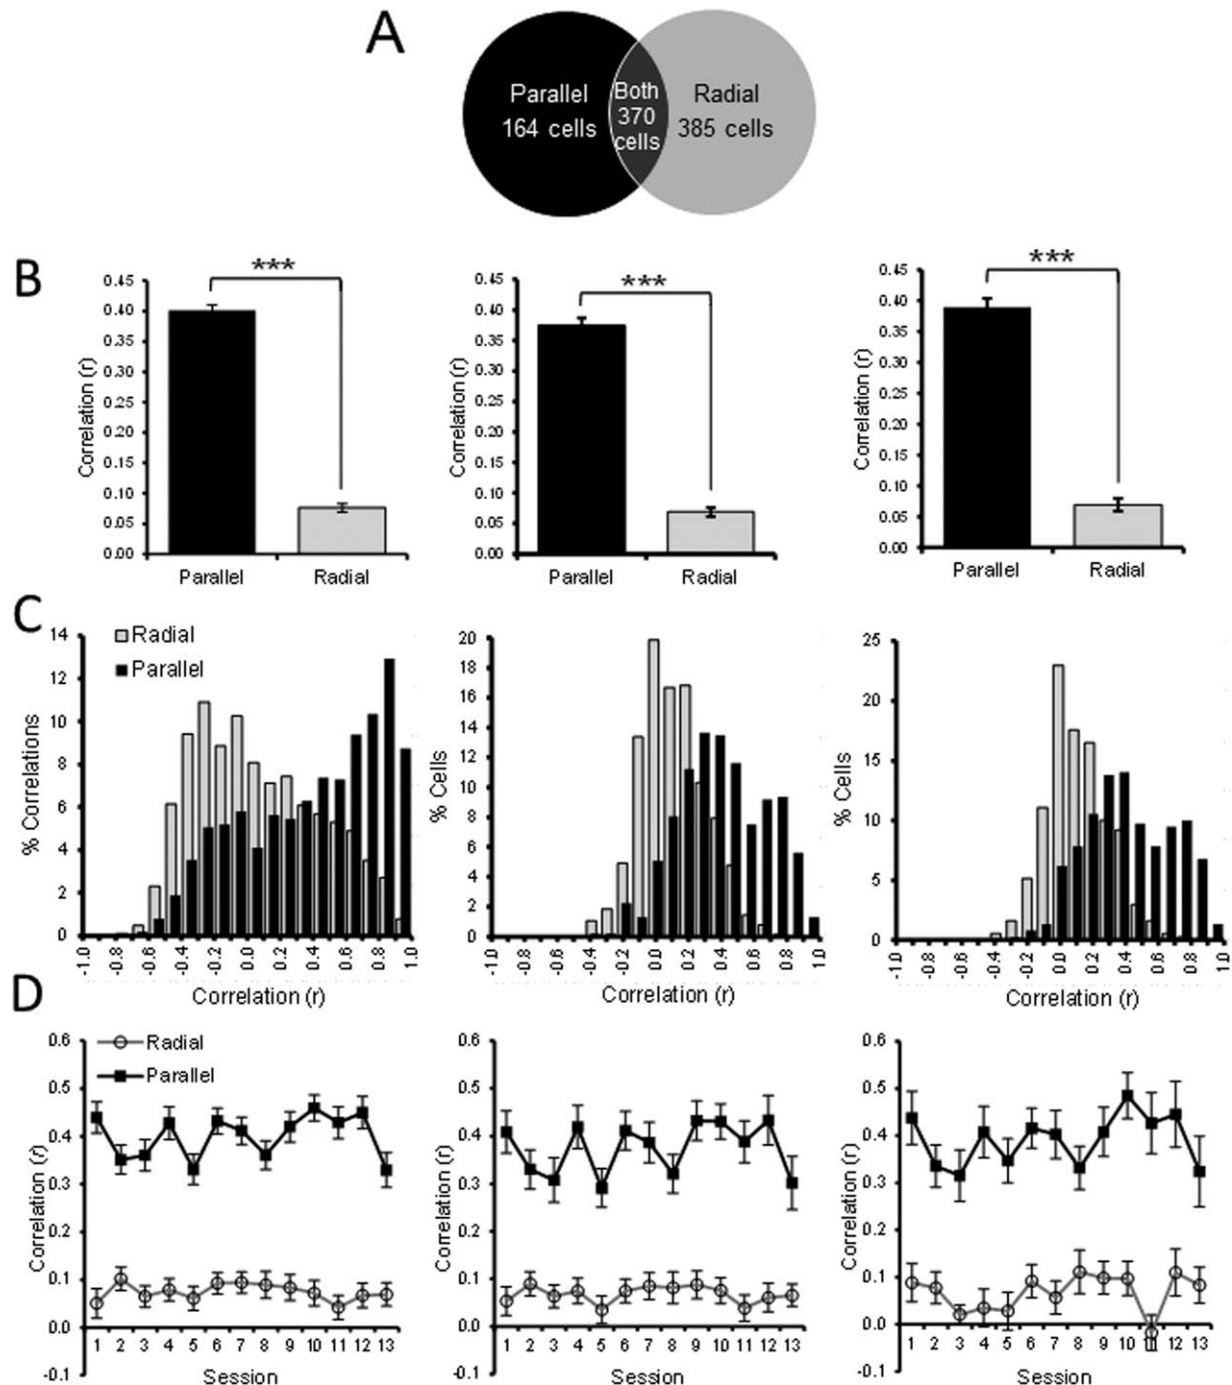 A
Parallel
164 cells
Both
370
cells
Radial
385 cells
B
***
***
***
Correlation (r)
0.45
0.40
0.35
0.30
0.25
0.20
0.15
0.10
0.05
0.00
Parallel Radial
Correlation (r)
0.45
0.40
0.35
0.30
0.25
0.20
0.15
0.10
0.05
0.00
Parallel Radial
Correlation (r)
0.45
0.40
0.35
0.30
0.25
0.20
0.15
0.10
0.05
0.00
Parallel Radial
C
Radial
Parallel
% Correlations
14
12
10
8
6
4
2
0
-1.0 -0.8 -0.6 -0.4 -0.2 0.0 0.2 0.4 0.6 0.8 1.0
Correlation (r)
% Cells
20
18
16
14
12
10
8
6
4
2
0
-1.0 -0.8 -0.6 -0.4 -0.2 0.0 0.2 0.4 0.6 0.8 1.0
Correlation (r)
% Cells
25
20
15
10
5
0
-1.0 -0.8 -0.6 -0.4 -0.2 0.0 0.2 0.4 0.6 0.8 1.0
Correlation (r)
D
Radial
Parallel
Correlation (r)
0.6
0.5
0.4
0.3
0.2
0.1
0.0
-0.1
1 2 3 4 5 6 7 8 9 10 11 12 13
Session
Correlation (r)
0.6
0.5
0.4
0.3
0.2
0.1
0.0
-0.1
1 2 3 4 5 6 7 8 9 10 11 12 13
Session
Correlation (r)
0.6
0.5
0.4
0.3
0.2
0.1
0.0
-0.1
1 2 3 4 5 6 7 8 9 10 11 12 13
Session